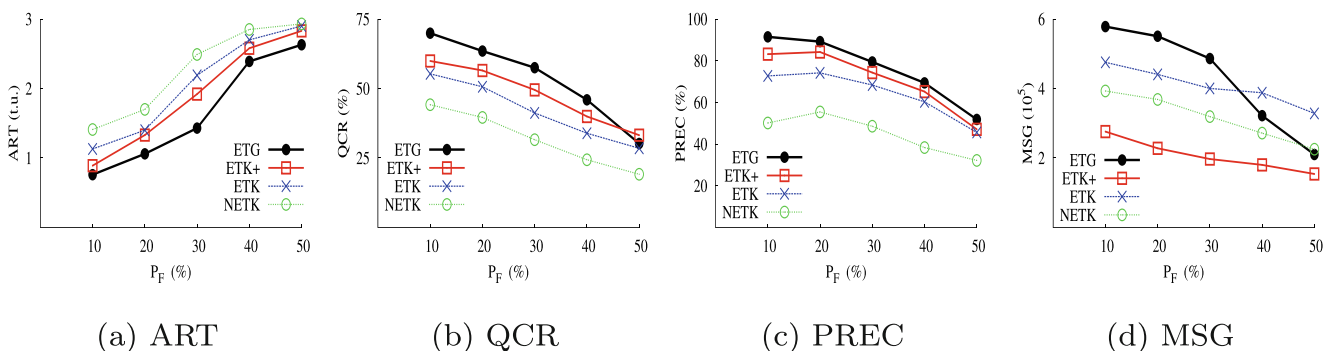 3
2
1
ART (t.u.)
ETG
ETK+
ETK
NETK
10 20 30 40 50
P_F (%)
(a) ART
75
50
25
QCR (%)
ETG
ETK+
ETK
NETK
10 20 30 40 50
P_F (%)
(b) QCR
100
80
60
40
20
PREC (%)
ETG
ETK+
ETK
NETK
10 20 30 40 50
P_F (%)
(c) PREC
6
4
2
MSG (10^5)
ETG
ETK+
ETK
NETK
10 20 30 40 50
P_F (%)
(d) MSG